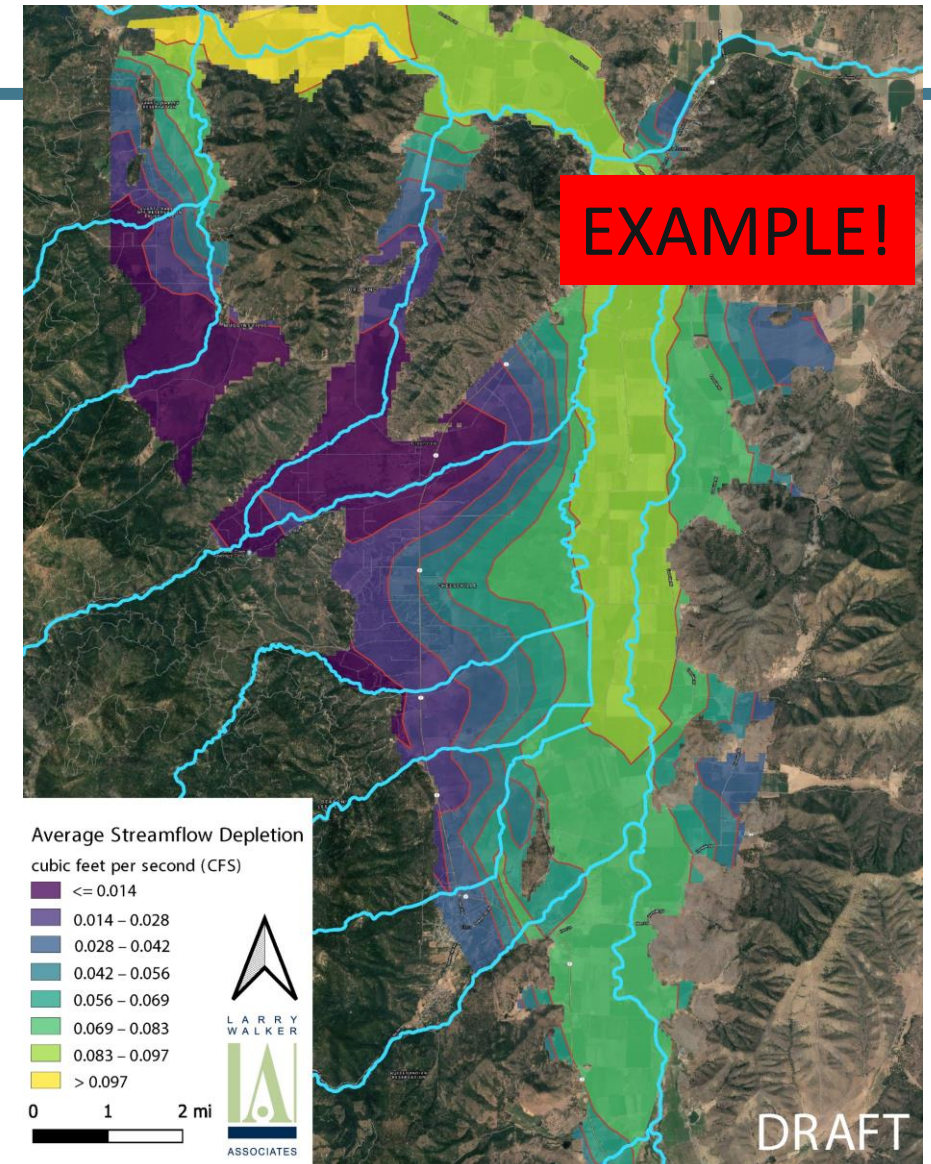 EXAMPLE!
GREENVIEW
Average Streamflow Depletion
cubic feet per second (CFS)
<= 0.014
0.014 – 0.028
0.028 – 0.042
0.042 – 0.056
0.056 – 0.069
0.069 – 0.083
0.083 – 0.097
> 0.097
0 1 2 mi
LARRY
WALKER
ASSOCIATES
DRAFT